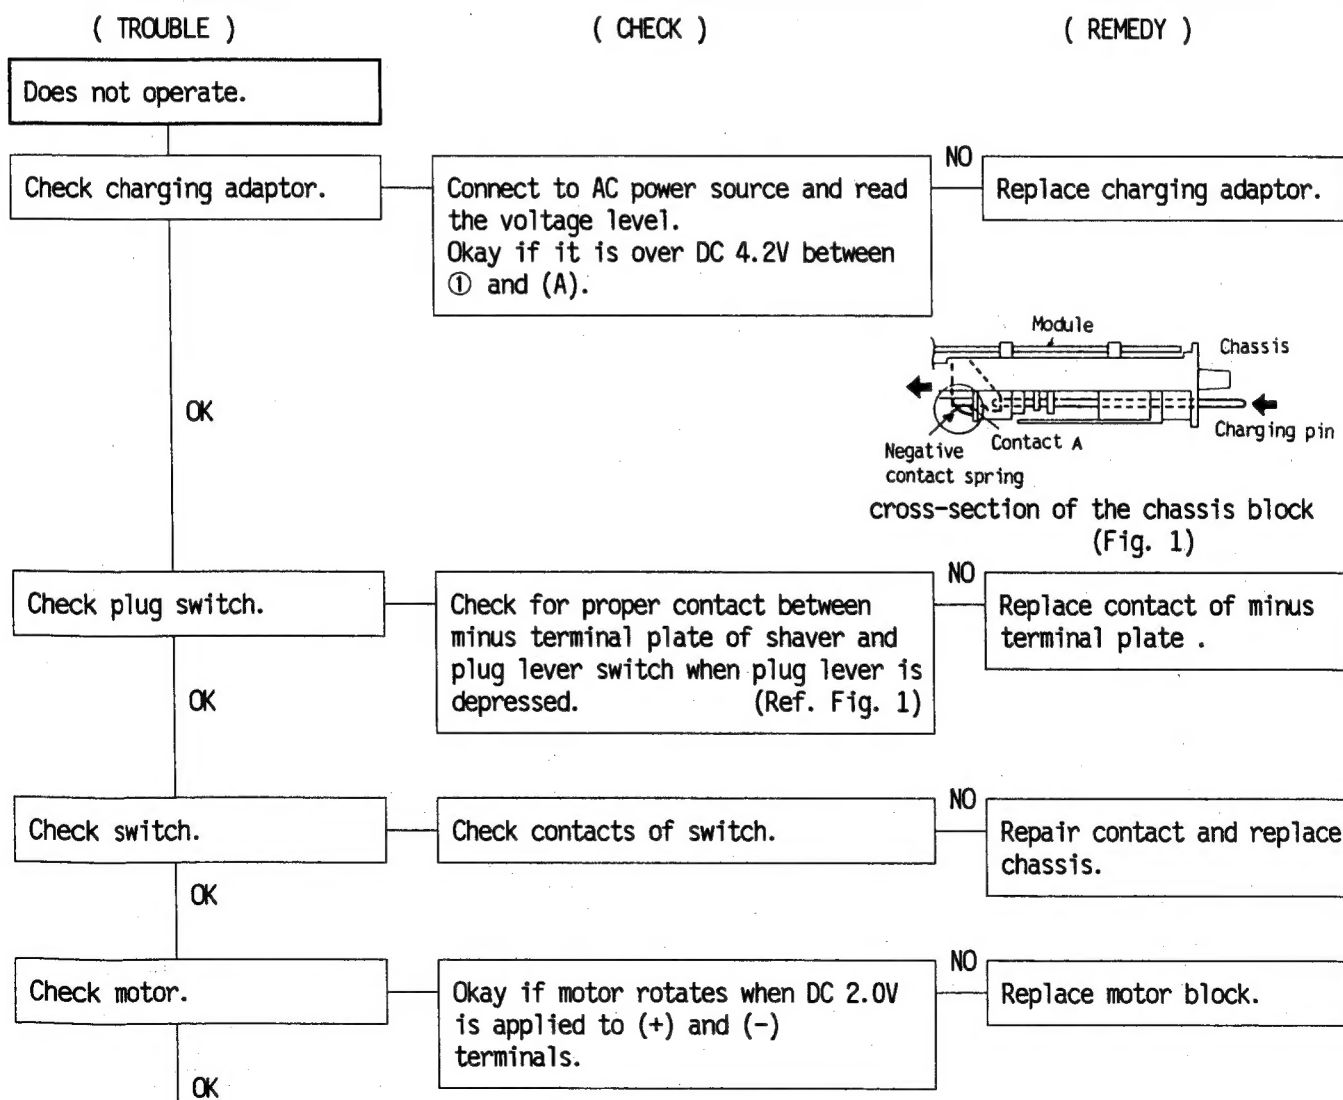 ( TROUBLE )
( CHECK )
( REMEDY )
Does not operate.
Check charging adaptor.
Connect to AC power source and read
the voltage level.
Okay if it is over DC 4.2V between
① and (A).
NO
Replace charging adaptor.
OK
Module
Chassis
Charging pin
Contact A
Negative
contact spring
cross-section of the chassis block
(Fig. 1)
Check plug switch.
Check for proper contact between
minus terminal plate of shaver and
plug lever switch when plug lever is
depressed. (Ref. Fig. 1)
NO
Replace contact of minus
terminal plate .
OK
Check switch.
Check contacts of switch.
NO
Repair contact and replace
chassis.
OK
Check motor.
Okay if motor rotates when DC 2.0V
is applied to (+) and (-)
terminals.
NO
Replace motor block.
OK